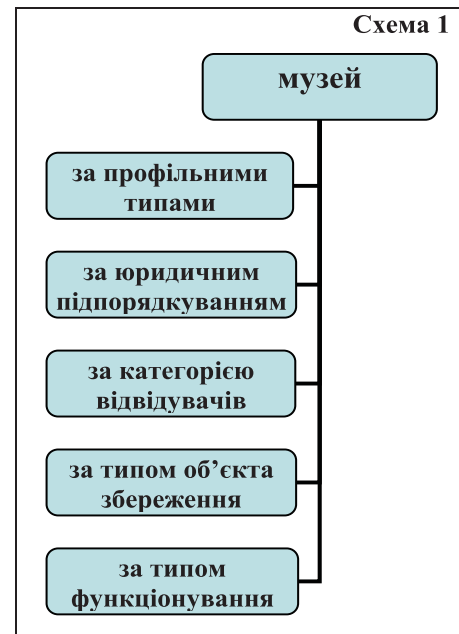 Схема 1
музей
за профільними
типами
за юридичним
підпорядкуванням
за категорією
відвідувачів
за типом об’єкта
збереження
за типом
функціонування